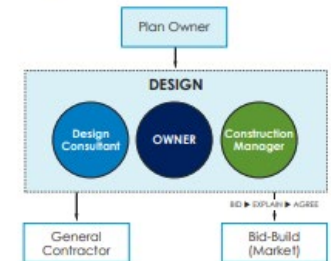 Plan Owner
DESIGN
Design
Consultant
OWNER
Construction
Manager
BID ▶ EXPLAIN ▶ AGREE
General
Contractor
Bid-Build
(Market)